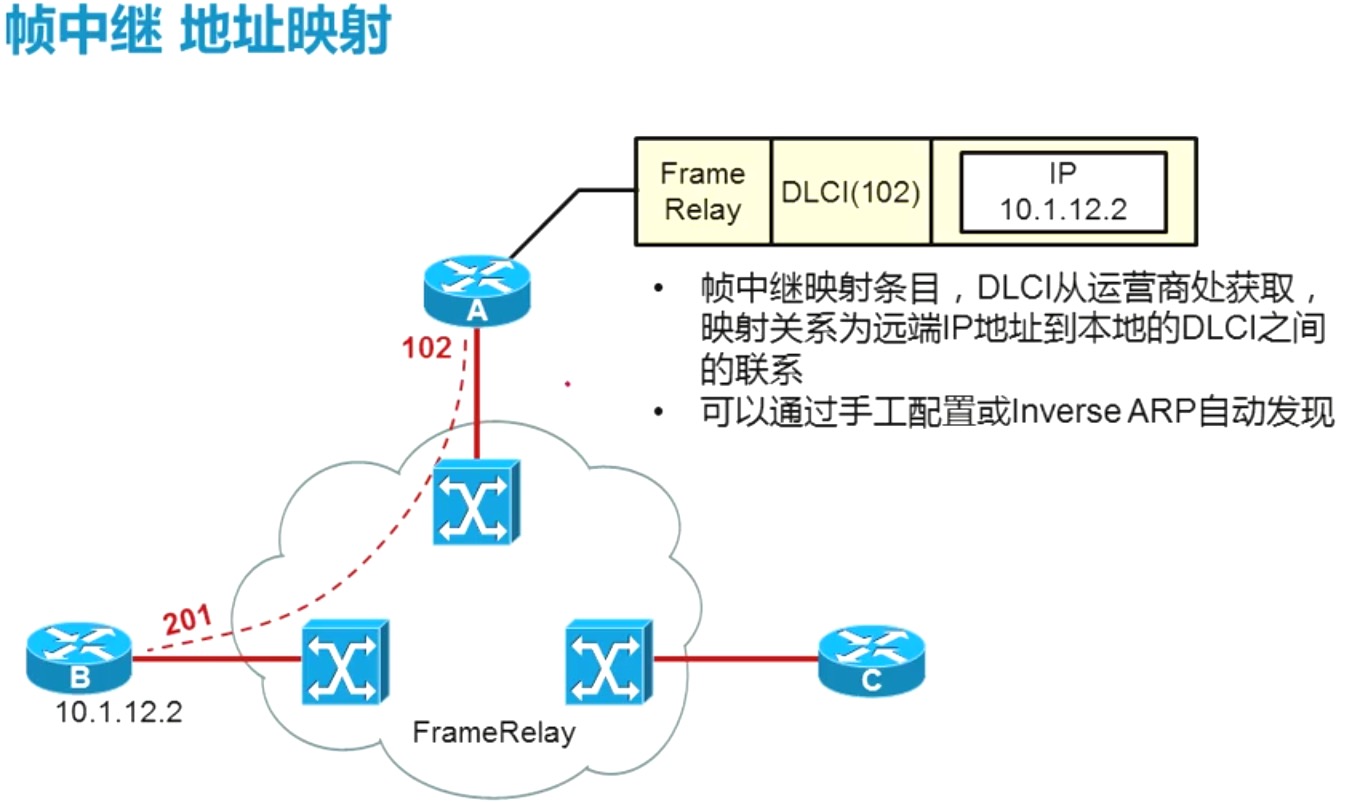 帧中继 地址映射
Frame
Relay
DLCI(102)
IP
10.1.12.2
• 帧中继映射条目，DLCI从运营商处获取，
映射关系为远端IP地址到本地的DLCI之间
的联系
• 可以通过手工配置或Inverse ARP自动发现
A
102
201
B
10.1.12.2
C
FrameRelay